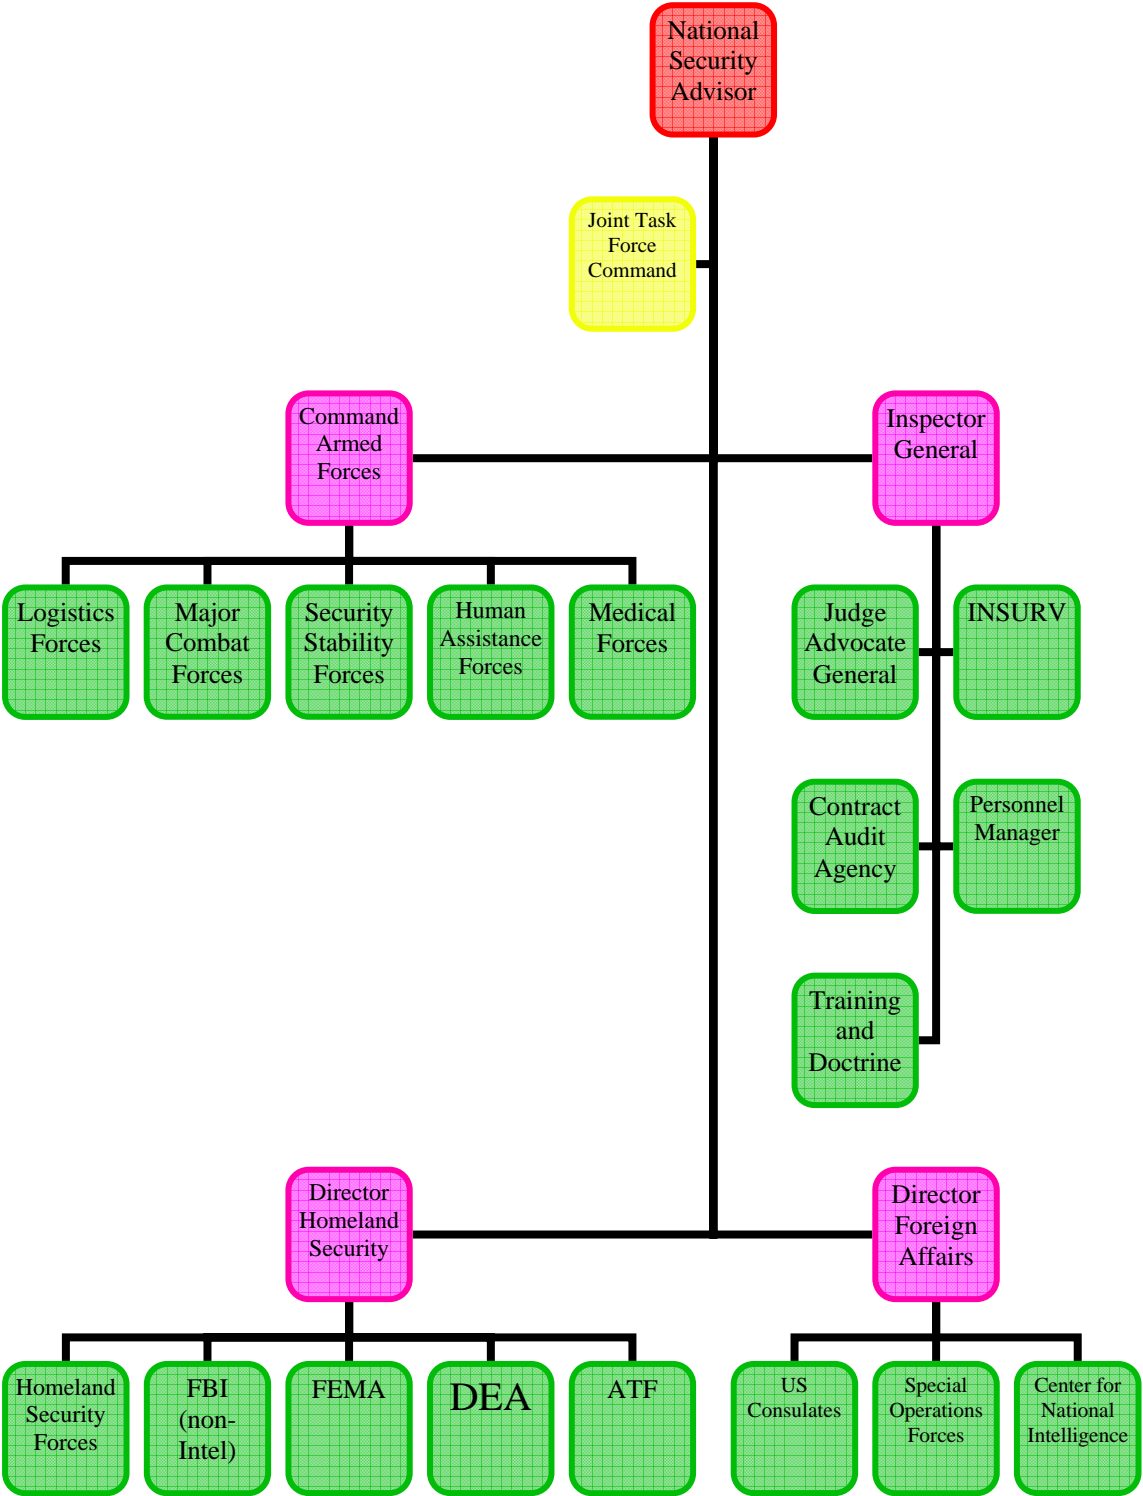 National
Security
Advisor
Joint Task
Force
Command
Command
Armed
Forces
Inspector
General
Logistics
Forces
Major
Combat
Forces
Security
Stability
Forces
Human
Assistance
Forces
Medical
Forces
Judge
Advocate
General
INSURV
Contract
Audit
Agency
Personnel
Manager
Training
and
Doctrine
Director
Homeland
Security
Director
Foreign
Affairs
Homeland
Security
Forces
FBI
(non-
Intel)
FEMA
DEA
ATF
US
Consulates
Special
Operations
Forces
Center for
National
Intelligence